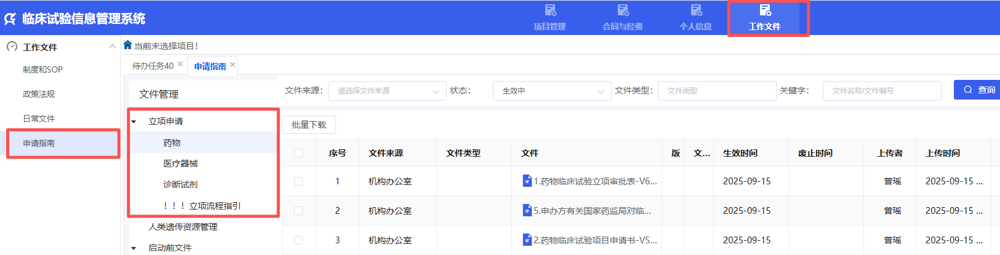 临床试验信息管理系统
项目管理
合同与经费
个人信息
工作文件
工作文件
制度和SOP
政策法规
日常文件
申请指南
当前未选择项目！
待办任务40
申请指南
文件管理
立项申请
药物
医疗器械
诊断试剂
！！！立项流程指引
人类遗传资源管理
启动前文件
文件来源： 请选择文件来源 状态： 生效中 文件类型： 文件类型 关键字： 文件名称/文件编号 查询
批量下载
序号 文件来源 文件类型 文件 版 文... 生效时间 废止时间 上传者 上传时间
1 机构办公室 1.药物临床试验立项审批表-V6... 2025-09-15 曾瑶 2025-09-15 ...
2 机构办公室 5.申办方有关国家药监局对临... 2025-09-15 曾瑶 2025-09-15 ...
3 机构办公室 2.药物临床试验项目申请书-V5... 2025-09-15 曾瑶 2025-09-15 ...